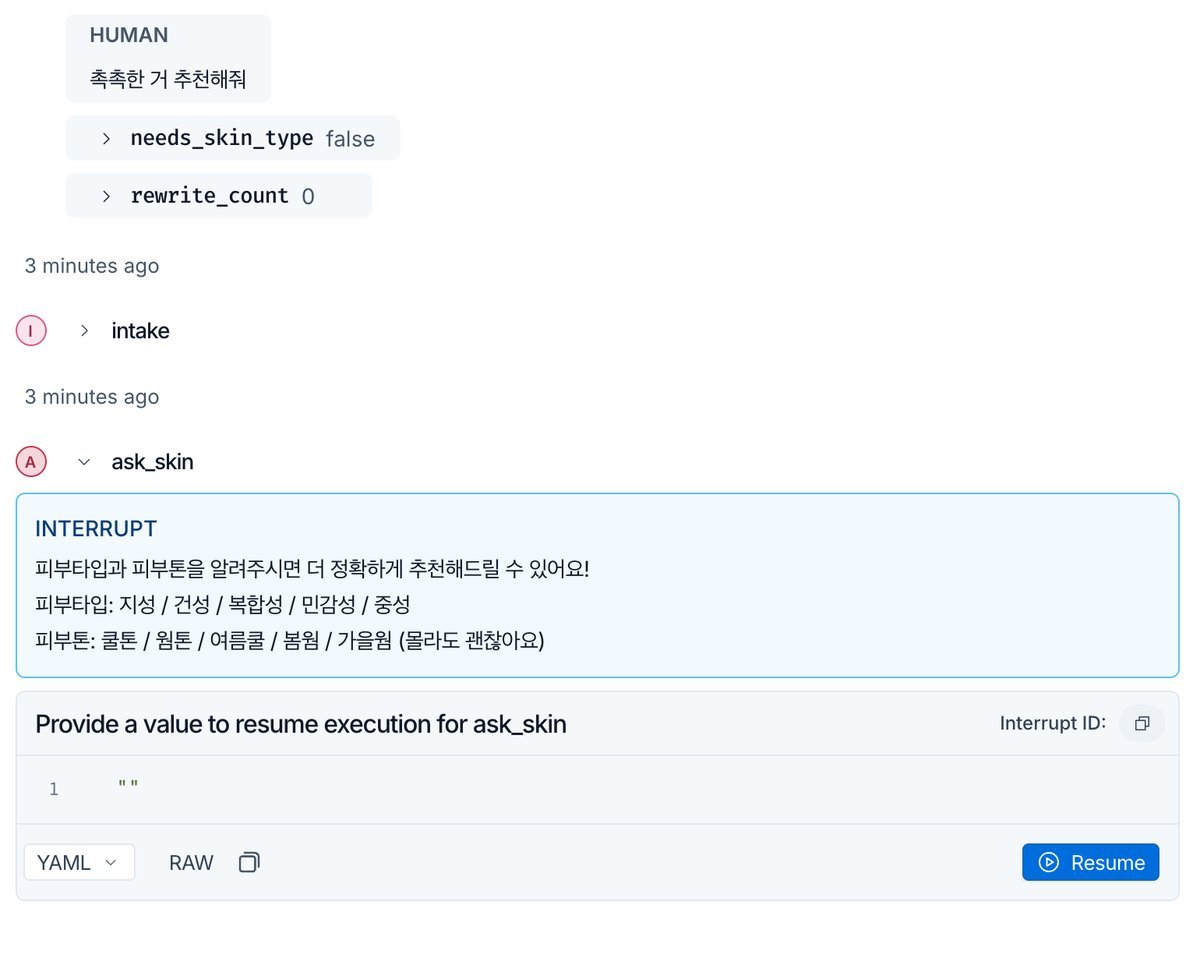 HUMAN
촉촉한 거 추천해줘
needs_skin_type false
rewrite_count 0
3 minutes ago
I intake
3 minutes ago
A ask_skin
INTERRUPT
피부타입과 피부톤을 알려주시면 더 정확하게 추천해드릴 수 있어요!
피부타입: 지성 / 건성 / 복합성 / 민감성 / 중성
피부톤: 쿨톤 / 웜톤 / 여름쿨 / 봄웜 / 가을웜 (몰라도 괜찮아요)
Provide a value to resume execution for ask_skin Interrupt ID:
1 ""
YAML RAW Resume